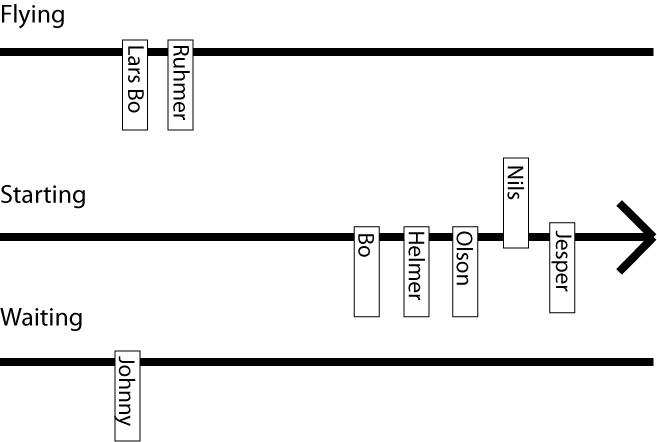 Flying
Lars Bo
Ruhmer
Starting
Bo
Helmer
Olson
Nils
Jesper
Waiting
Johnny